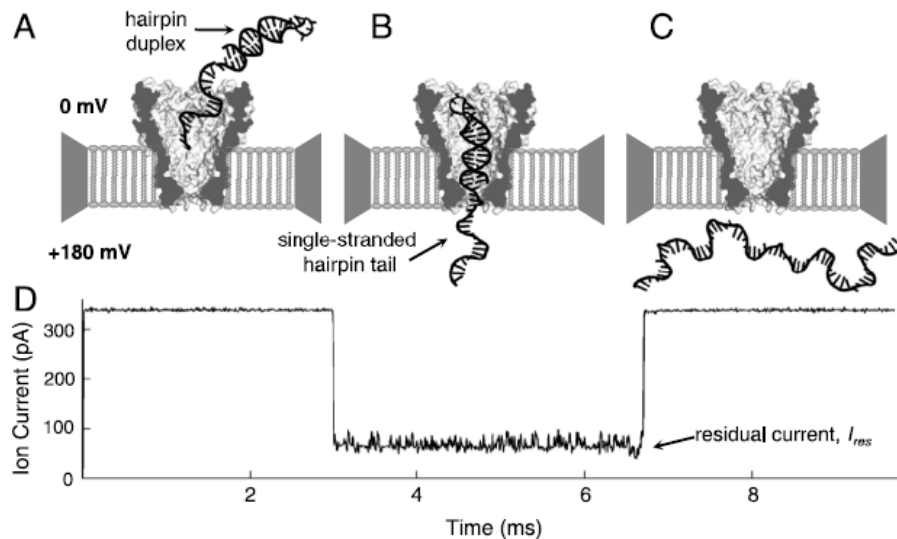 A
hairpin
duplex
B
C
0 mV
+180 mV
single-stranded
hairpin tail
D
Ion Current (pA)
300
200
100
0
residual current, Ires
2
4
6
8
Time (ms)